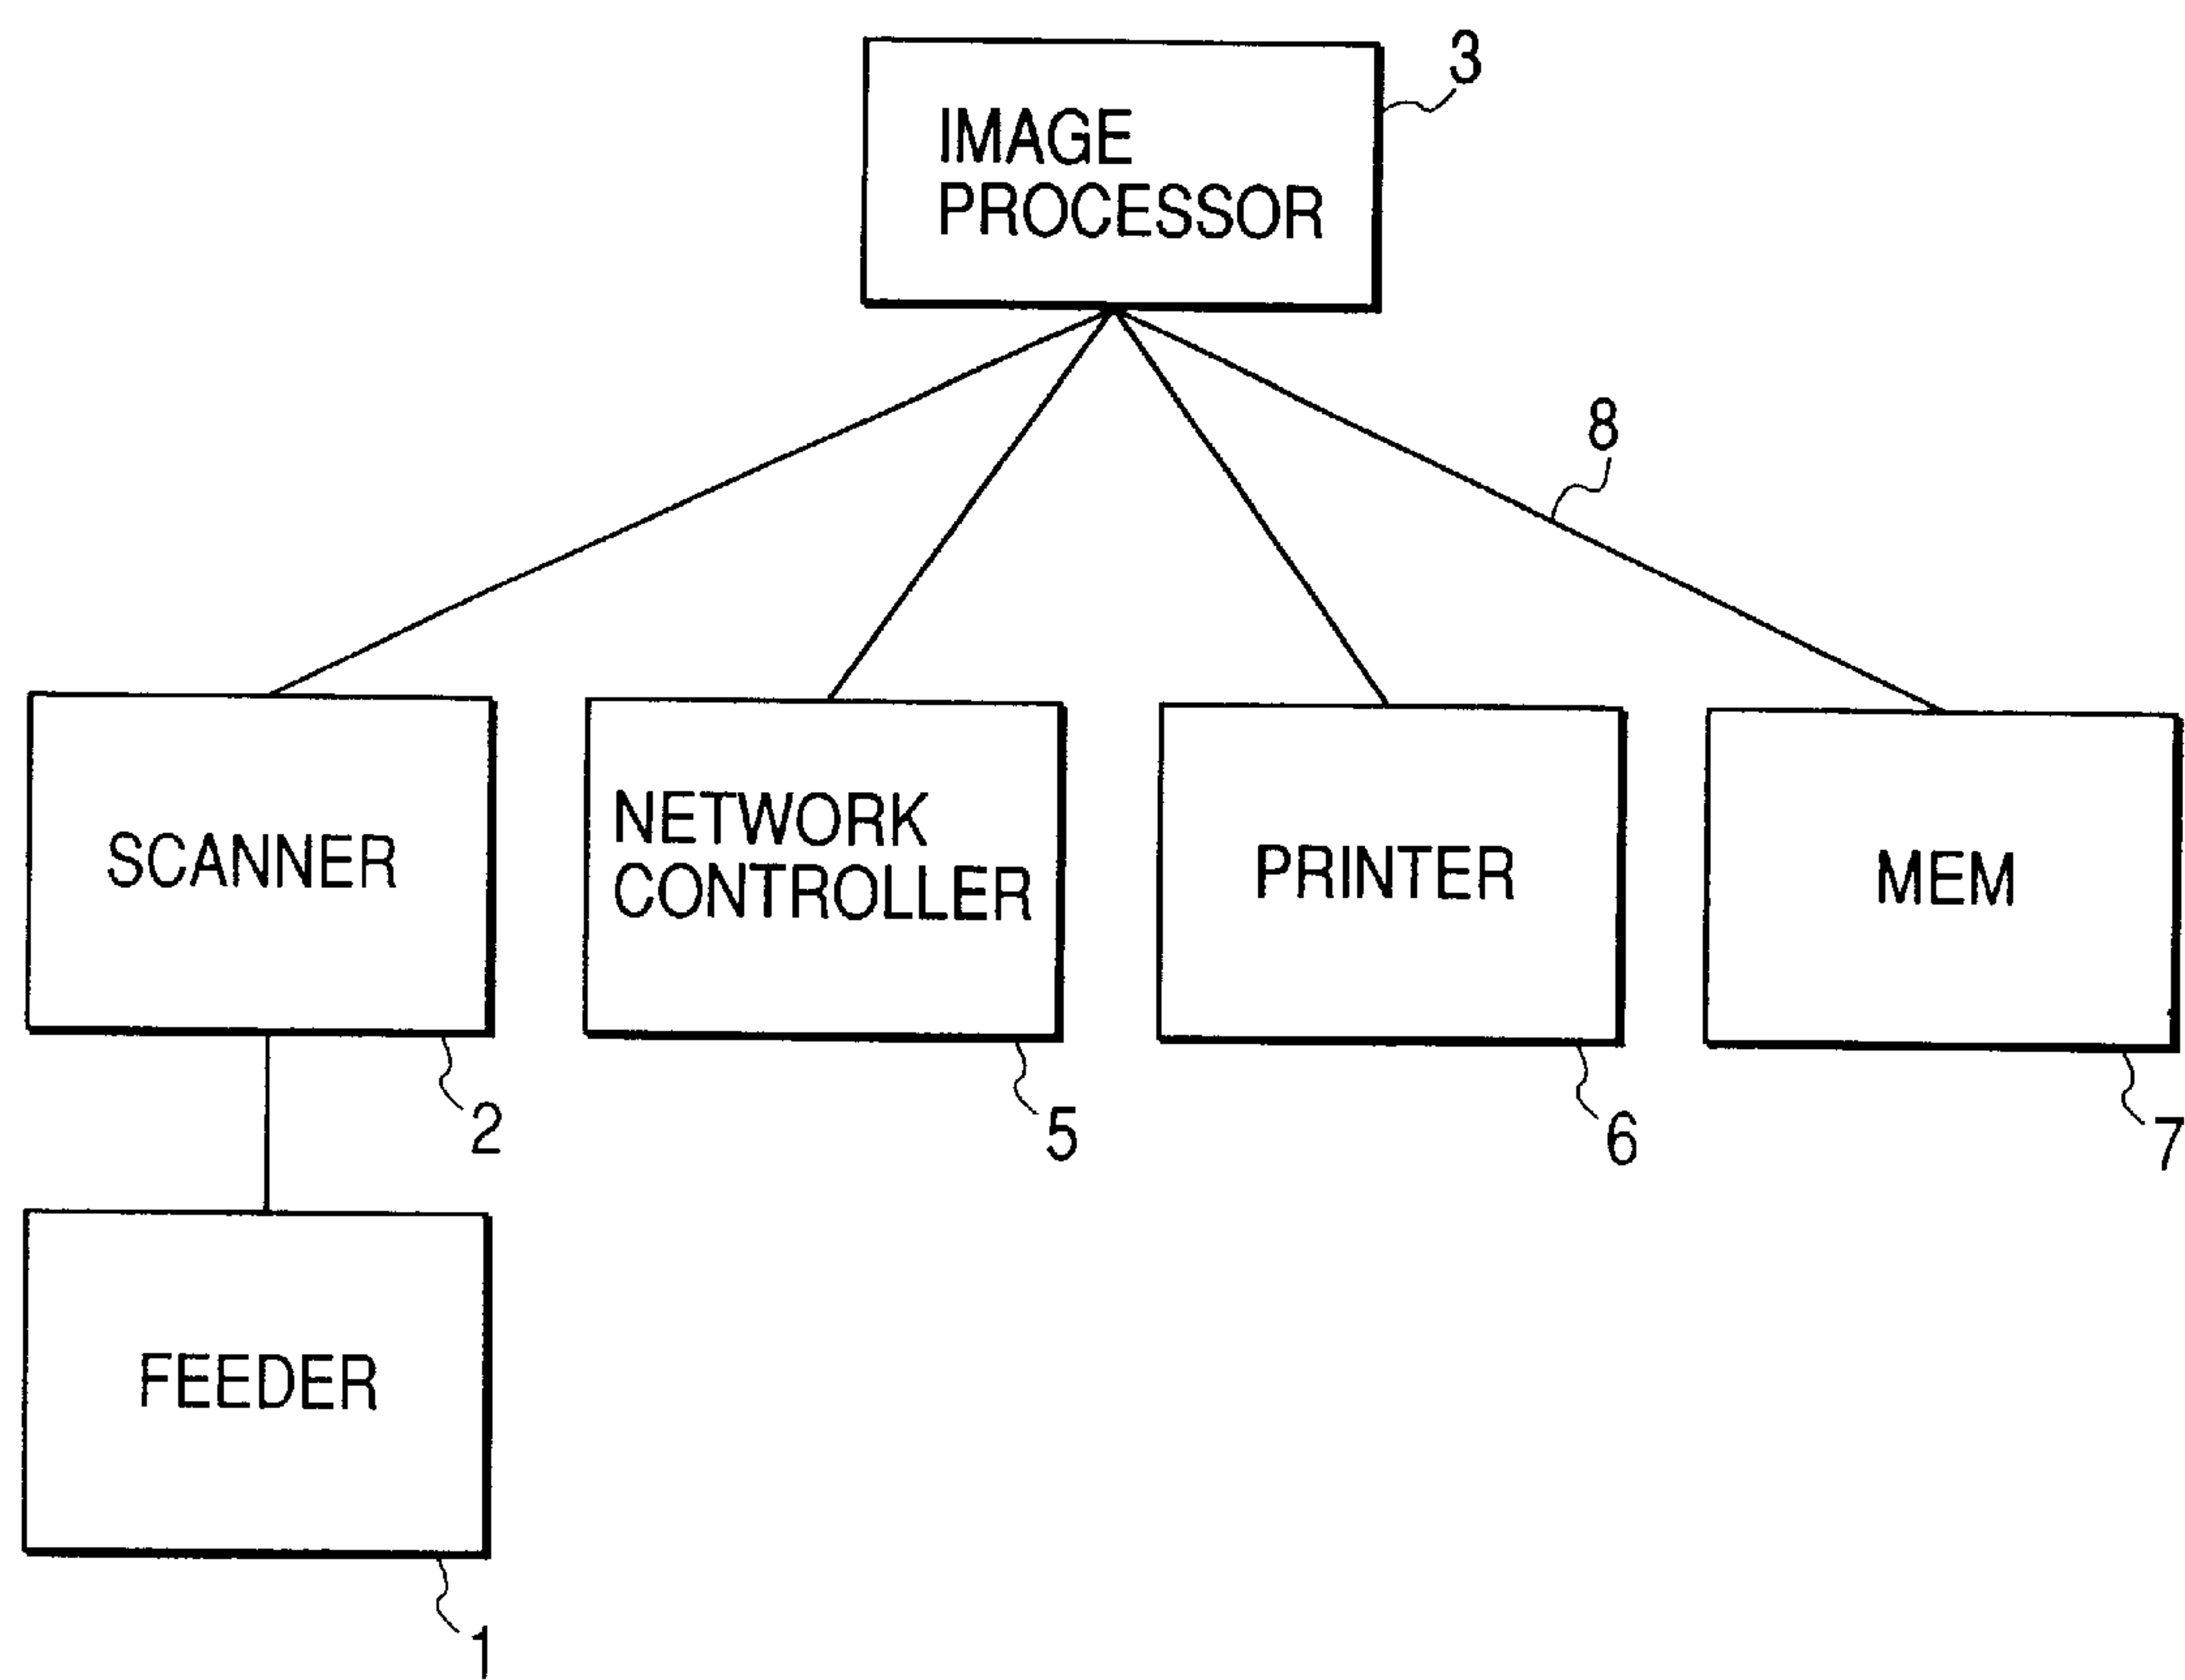 3
IMAGE
PROCESSOR
8
SCANNER
NETWORK
CONTROLLER
PRINTER
MEM
2
5
6
7
FEEDER
1